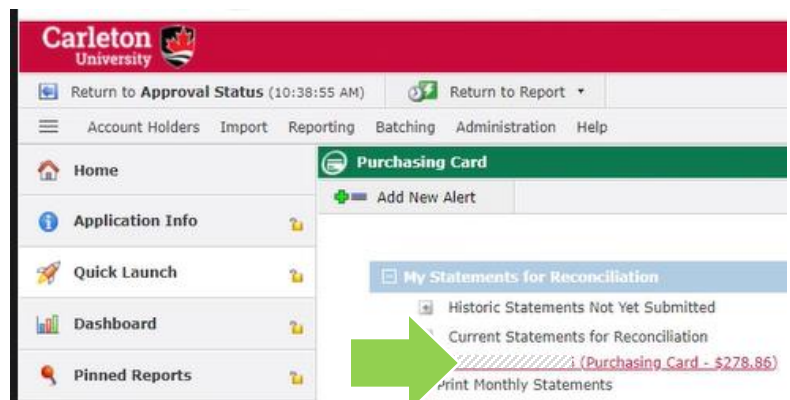 Carleton
University
Return to Approval Status (10:38:55 AM) Return to Report
Account Holders Import Reporting Batching Administration Help
Home
Purchasing Card
Add New Alert
Application Info
Quick Launch
My Statements for Reconciliation
Historic Statements Not Yet Submitted
Dashboard
Current Statements for Reconciliation
(Purchasing Card - $278.86)
Pinned Reports
Print Monthly Statements